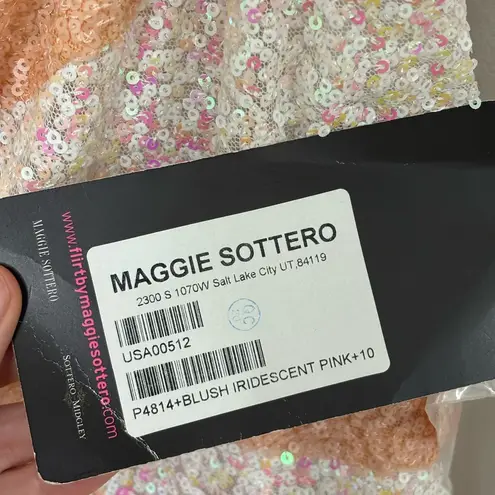 MAGGIE SOTTERO
2300 S 1070W Salt Lake City UT,84119
USA00512
P4814+BLUSH IRIDESCENT PINK+10
www.flirtbymaggiesottero.com
MAGGIE SOTTERO
SOTTERO-MIDGLEY